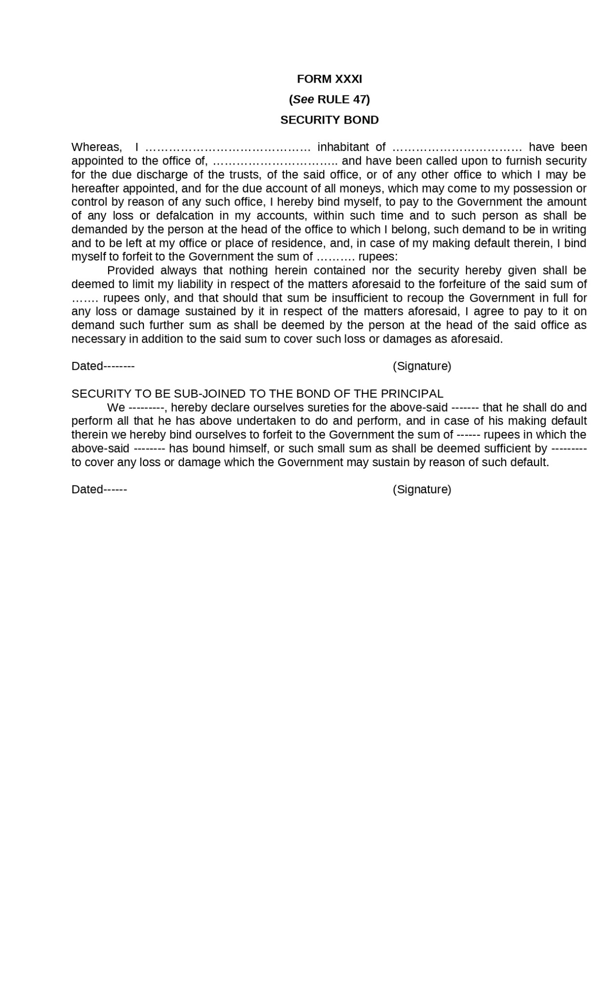 FORM XXXI
(See RULE 47)
SECURITY BOND
Whereas, I …………………………………… inhabitant of …………………………… have been
appointed to the office of, ………………………….. and have been called upon to furnish security
for the due discharge of the trusts, of the said office, or of any other office to which I may be
hereafter appointed, and for the due account of all moneys, which may come to my possession or
control by reason of any such office, I hereby bind myself, to pay to the Government the amount
of any loss or defalcation in my accounts, within such time and to such person as shall be
demanded by the person at the head of the office to which I belong, such demand to be in writing
and to be left at my office or place of residence, and, in case of my making default therein, I bind
myself to forfeit to the Government the sum of ………. rupees:
Provided always that nothing herein contained nor the security hereby given shall be
deemed to limit my liability in respect of the matters aforesaid to the forfeiture of the said sum of
……. rupees only, and that should that sum be insufficient to recoup the Government in full for
any loss or damage sustained by it in respect of the matters aforesaid, I agree to pay to it on
demand such further sum as shall be deemed by the person at the head of the said office as
necessary in addition to the said sum to cover such loss or damages as aforesaid.
Dated-------- (Signature)
SECURITY TO BE SUB-JOINED TO THE BOND OF THE PRINCIPAL
We ---------, hereby declare ourselves sureties for the above-said ------- that he shall do and
perform all that he has above undertaken to do and perform, and in case of his making default
therein we hereby bind ourselves to forfeit to the Government the sum of ------ rupees in which the
above-said -------- has bound himself, or such small sum as shall be deemed sufficient by ---------
to cover any loss or damage which the Government may sustain by reason of such default.
Dated------ (Signature)